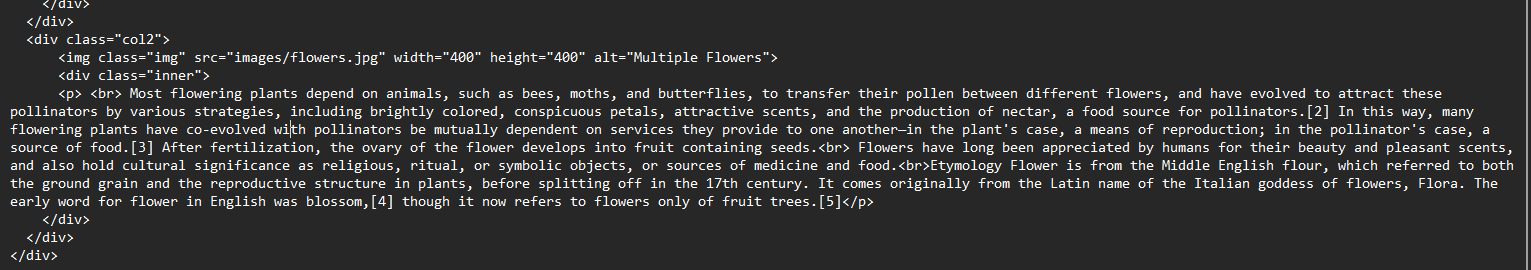 </div>
</div>
<div class="col2">
<img class="img" src="images/flowers.jpg" width="400" height="400" alt="Multiple Flowers">
<div class="inner">
<p> <br> Most flowering plants depend on animals, such as bees, moths, and butterflies, to transfer their pollen between different flowers, and have evolved to attract these
pollinators by various strategies, including brightly colored, conspicuous petals, attractive scents, and the production of nectar, a food source for pollinators.[2] In this way, many
flowering plants have co-evolved with pollinators be mutually dependent on services they provide to one another—in the plant's case, a means of reproduction; in the pollinator's case, a
source of food.[3] After fertilization, the ovary of the flower develops into fruit containing seeds.<br> Flowers have long been appreciated by humans for their beauty and pleasant scents,
and also hold cultural significance as religious, ritual, or symbolic objects, or sources of medicine and food.<br>Etymology Flower is from the Middle English flour, which referred to both
the ground grain and the reproductive structure in plants, before splitting off in the 17th century. It comes originally from the Latin name of the Italian goddess of flowers, Flora. The
early word for flower in English was blossom,[4] though it now refers to flowers only of fruit trees.[5]</p>
</div>
</div>
</div>